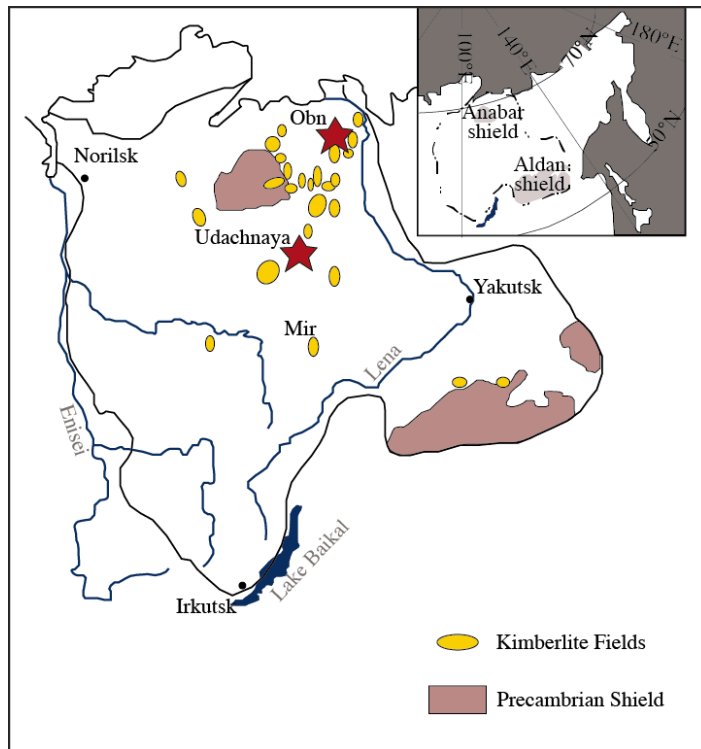 100°E
140°E
70°N
180°E
50°N
Anabar
shield
Aldan
shield
Obn
Norilsk
Udachnaya
Yakutsk
Mir
Lena
Enisei
Lake Baikal
Irkutsk
Kimberlite Fields
Precambrian Shield